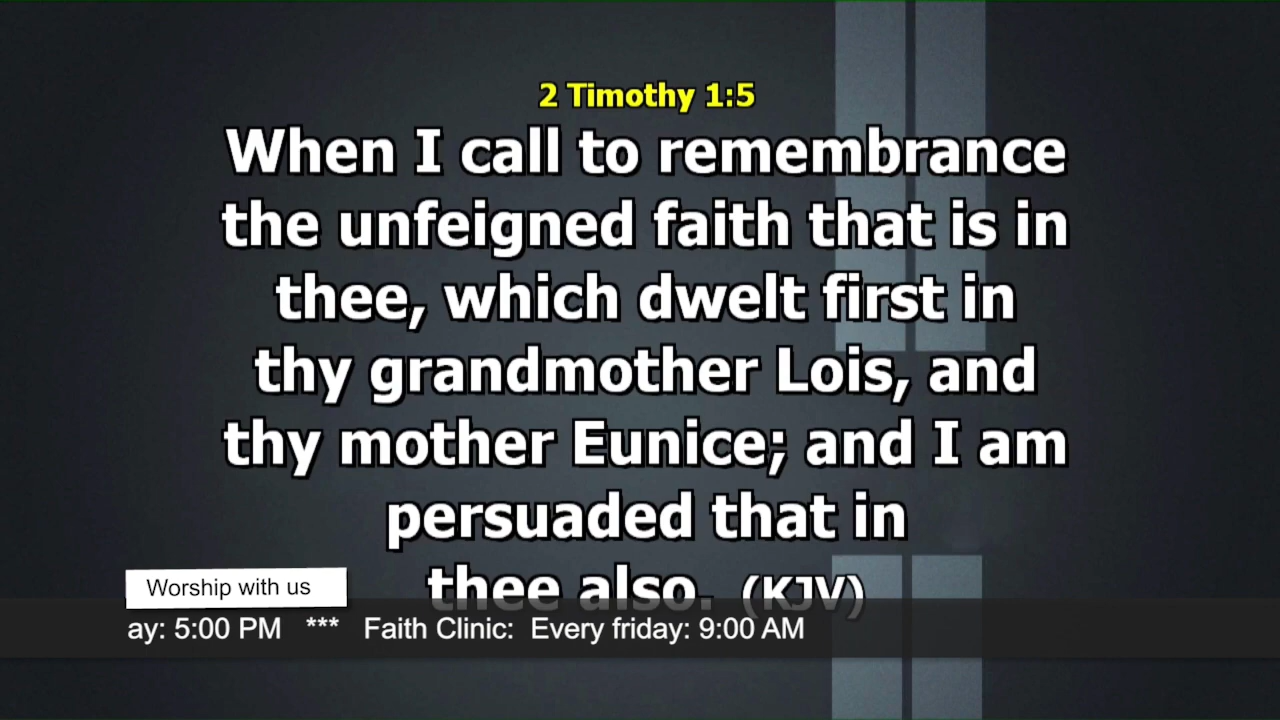 2 Timothy 1:5
When I call to remembrance
the unfeigned faith that is in
thee, which dwelt first in
thy grandmother Lois, and
thy mother Eunice; and I am
persuaded that in
thee also. (KJV)
Worship with us
ay: 5:00 PM *** Faith Clinic: Every friday: 9:00 AM